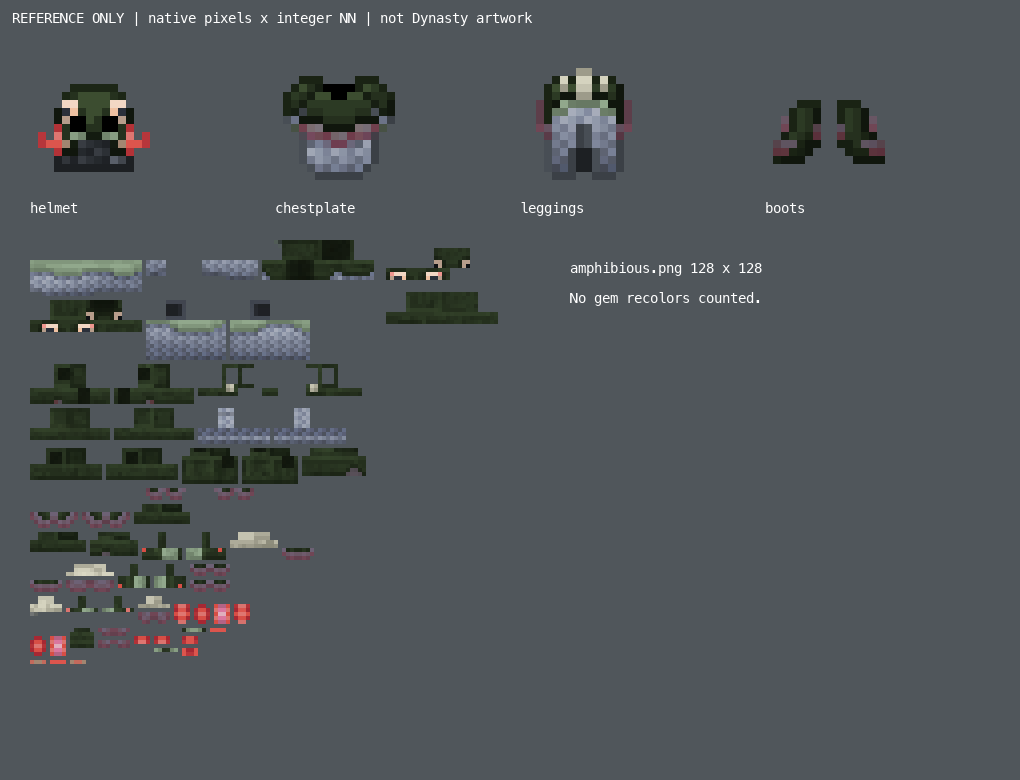 REFERENCE ONLY | native pixels x integer NN | not Dynasty artwork
helmet
chestplate
leggings
boots
amphibious.png 128 x 128
No gem recolors counted.